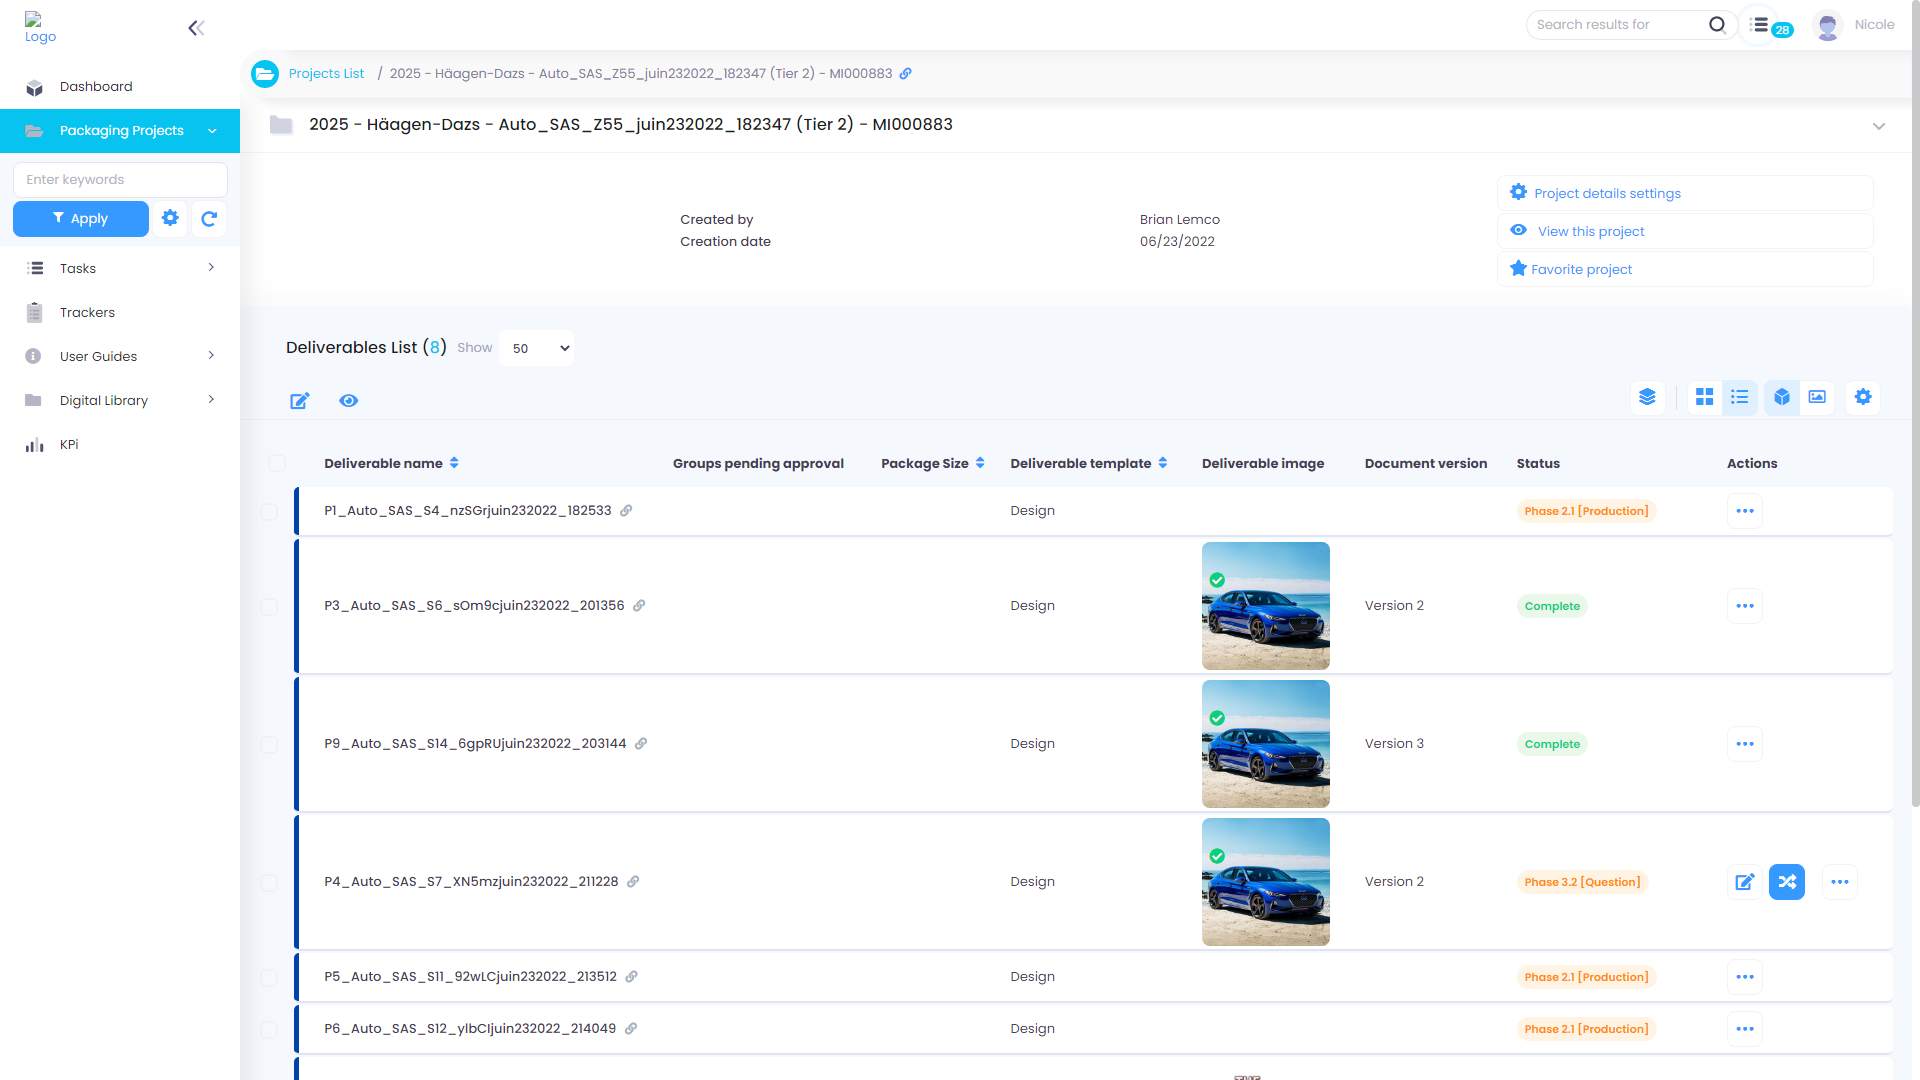 Logo
Search results for
28
Nicole
Dashboard
Packaging Projects
Enter keywords
Apply
Tasks
Trackers
User Guides
Digital Library
KPi
Projects List / 2025 - Häagen-Dazs - Auto_SAS_Z55_juin232022_182347 (Tier 2) - MI000883
2025 - Häagen-Dazs - Auto_SAS_Z55_juin232022_182347 (Tier 2) - MI000883
Created by Brian Lemco
Creation date 06/23/2022
Project details settings
View this project
Favorite project
Deliverables List (8) Show 50
Deliverable name Groups pending approval Package Size Deliverable template Deliverable image Document version Status Actions
P1_Auto_SAS_S4_nzSGrjuin232022_182533 Design Phase 2.1 [Production]
P3_Auto_SAS_S6_sOm9cjuin232022_201356 Design Version 2 Complete
P9_Auto_SAS_S14_6gpRUjuin232022_203144 Design Version 3 Complete
P4_Auto_SAS_S7_XN5mzjuin232022_211228 Design Version 2 Phase 3.2 [Question]
P5_Auto_SAS_S11_92wLCjuin232022_213512 Design Phase 2.1 [Production]
P6_Auto_SAS_S12_ylbCIjuin232022_214049 Design Phase 2.1 [Production]